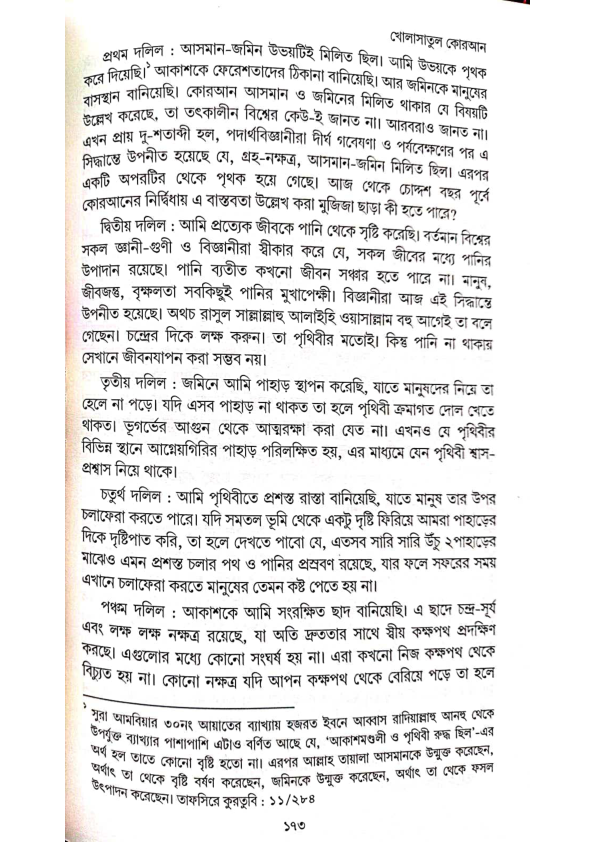 খোলাসাতুল কোরআন
প্রথম দলিল : আসমান-জমিন উভয়টিই মিলিত ছিল। আমি উভয়কে পৃথক
করে দিয়েছি।১ আকাশকে ফেরেশতাদের ঠিকানা বানিয়েছি। আর জমিনকে মানুষের
বাসস্থান বানিয়েছি। কোরআন আসমান ও জমিনের মিলিত থাকার যে বিষয়টি
উল্লেখ করেছে, তা তৎকালীন বিশ্বের কেউ-ই জানত না। আরবরাও জানত না।
এখন প্রায় দু-শতাব্দী হল, পদার্থবিজ্ঞানীরা দীর্ঘ গবেষণা ও পর্যবেক্ষণের পর এ
সিদ্ধান্তে উপনীত হয়েছে যে, গ্রহ-নক্ষত্র, আসমান-জমিন মিলিত ছিল। এরপর
একটি অপরটির থেকে পৃথক হয়ে গেছে। আজ থেকে চোদ্দশ বছর পূর্বে
কোরআনের নির্দ্বিধায় এ বাস্তবতা উল্লেখ করা মুজিজা ছাড়া কী হতে পারে?
দ্বিতীয় দলিল : আমি প্রত্যেক জীবকে পানি থেকে সৃষ্টি করেছি। বর্তমান বিশ্বের
সকল জ্ঞানী-গুণী ও বিজ্ঞানীরা স্বীকার করে যে, সকল জীবের মধ্যে পানির
উপাদান রয়েছে। পানি ব্যতীত কখনো জীবন সঞ্চার হতে পারে না। মানুষ,
জীবজন্তু, বৃক্ষলতা সবকিছুই পানির মুখাপেক্ষী। বিজ্ঞানীরা আজ এই সিদ্ধান্তে
উপনীত হয়েছে। অথচ রাসুল সাল্লাল্লাহু আলাইহি ওয়াসাল্লাম বহু আগেই তা বলে
গেছেন। চন্দ্রের দিকে লক্ষ করুন। তা পৃথিবীর মতোই। কিন্তু পানি না থাকায়
সেখানে জীবনযাপন করা সম্ভব নয়।
তৃতীয় দলিল : জমিনে আমি পাহাড় স্থাপন করেছি, যাতে মানুষদের নিয়ে তা
হেলে না পড়ে। যদি এসব পাহাড় না থাকত তা হলে পৃথিবী ক্রমাগত দোল খেতে
থাকত। ভূগর্ভের আগুন থেকে আত্মরক্ষা করা যেত না। এখনও যে পৃথিবীর
বিভিন্ন স্থানে আগ্নেয়গিরির পাহাড় পরিলক্ষিত হয়, এর মাধ্যমে যেন পৃথিবী শ্বাস-
প্রশ্বাস নিয়ে থাকে।
চতুর্থ দলিল : আমি পৃথিবীতে প্রশস্ত রাস্তা বানিয়েছি, যাতে মানুষ তার উপর
চলাফেরা করতে পারে। যদি সমতল ভূমি থেকে একটু দৃষ্টি ফিরিয়ে আমরা পাহাড়ের
দিকে দৃষ্টিপাত করি, তা হলে দেখতে পাবো যে, এতসব সারি সারি উঁচু ২পাহাড়ের
মাঝেও এমন প্রশস্ত চলার পথ ও পানির প্রস্রবণ রয়েছে, যার ফলে সফরের সময়
এখানে চলাফেরা করতে মানুষের তেমন কষ্ট পেতে হয় না।
পঞ্চম দলিল : আকাশকে আমি সংরক্ষিত ছাদ বানিয়েছি। এ ছাদে চন্দ্র-সূর্য
এবং লক্ষ লক্ষ নক্ষত্র রয়েছে, যা অতি দ্রুততার সাথে স্বীয় কক্ষপথ প্রদক্ষিণ
করছে। এগুলোর মধ্যে কোনো সংঘর্ষ হয় না। এরা কখনো নিজ কক্ষপথ থেকে
বিচ্যুত হয় না। কোনো নক্ষত্র যদি আপন কক্ষপথ থেকে বেরিয়ে পড়ে তা হলে
১ সুরা আমবিয়ার ৩০নং আয়াতের ব্যাখ্যায় হজরত ইবনে আব্বাস রাদিয়াল্লাহু আনহু থেকে
উপর্যুক্ত ব্যাখ্যার পাশাপাশি এটাও বর্ণিত আছে যে, 'আকাশমণ্ডলী ও পৃথিবী রুদ্ধ ছিল'-এর
অর্থ হল তাতে কোনো বৃষ্টি হতো না। এরপর আল্লাহ তায়ালা আসমানকে উন্মুক্ত করেছেন,
অর্থাৎ তা থেকে বৃষ্টি বর্ষণ করেছেন, জমিনকে উন্মুক্ত করেছেন, অর্থাৎ তা থেকে ফসল
উৎপাদন করেছেন। তাফসিরে কুরতুবি : ১১/২৮৪
১৭৩